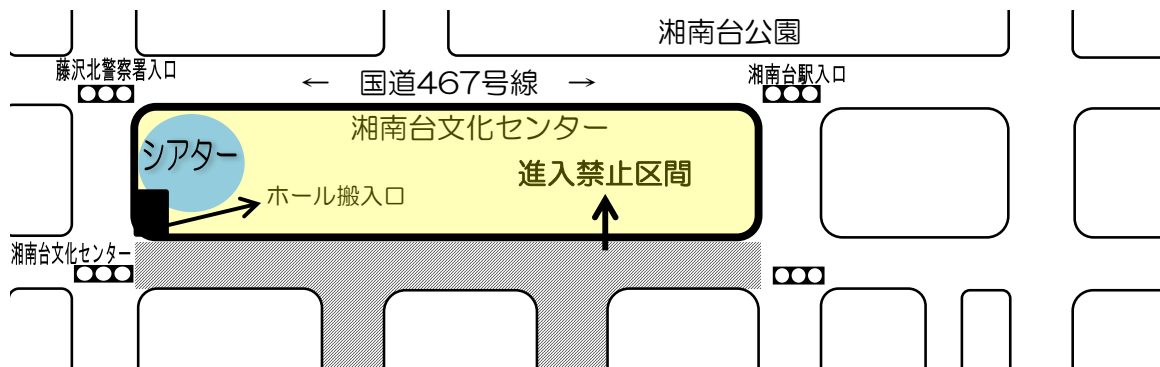 湘南台公園
藤沢北警察署入口
← 国道467号線 →
湘南台駅入口
湘南台文化センター
シアター
進入禁止区間
ホール搬入口
湘南台文化センター